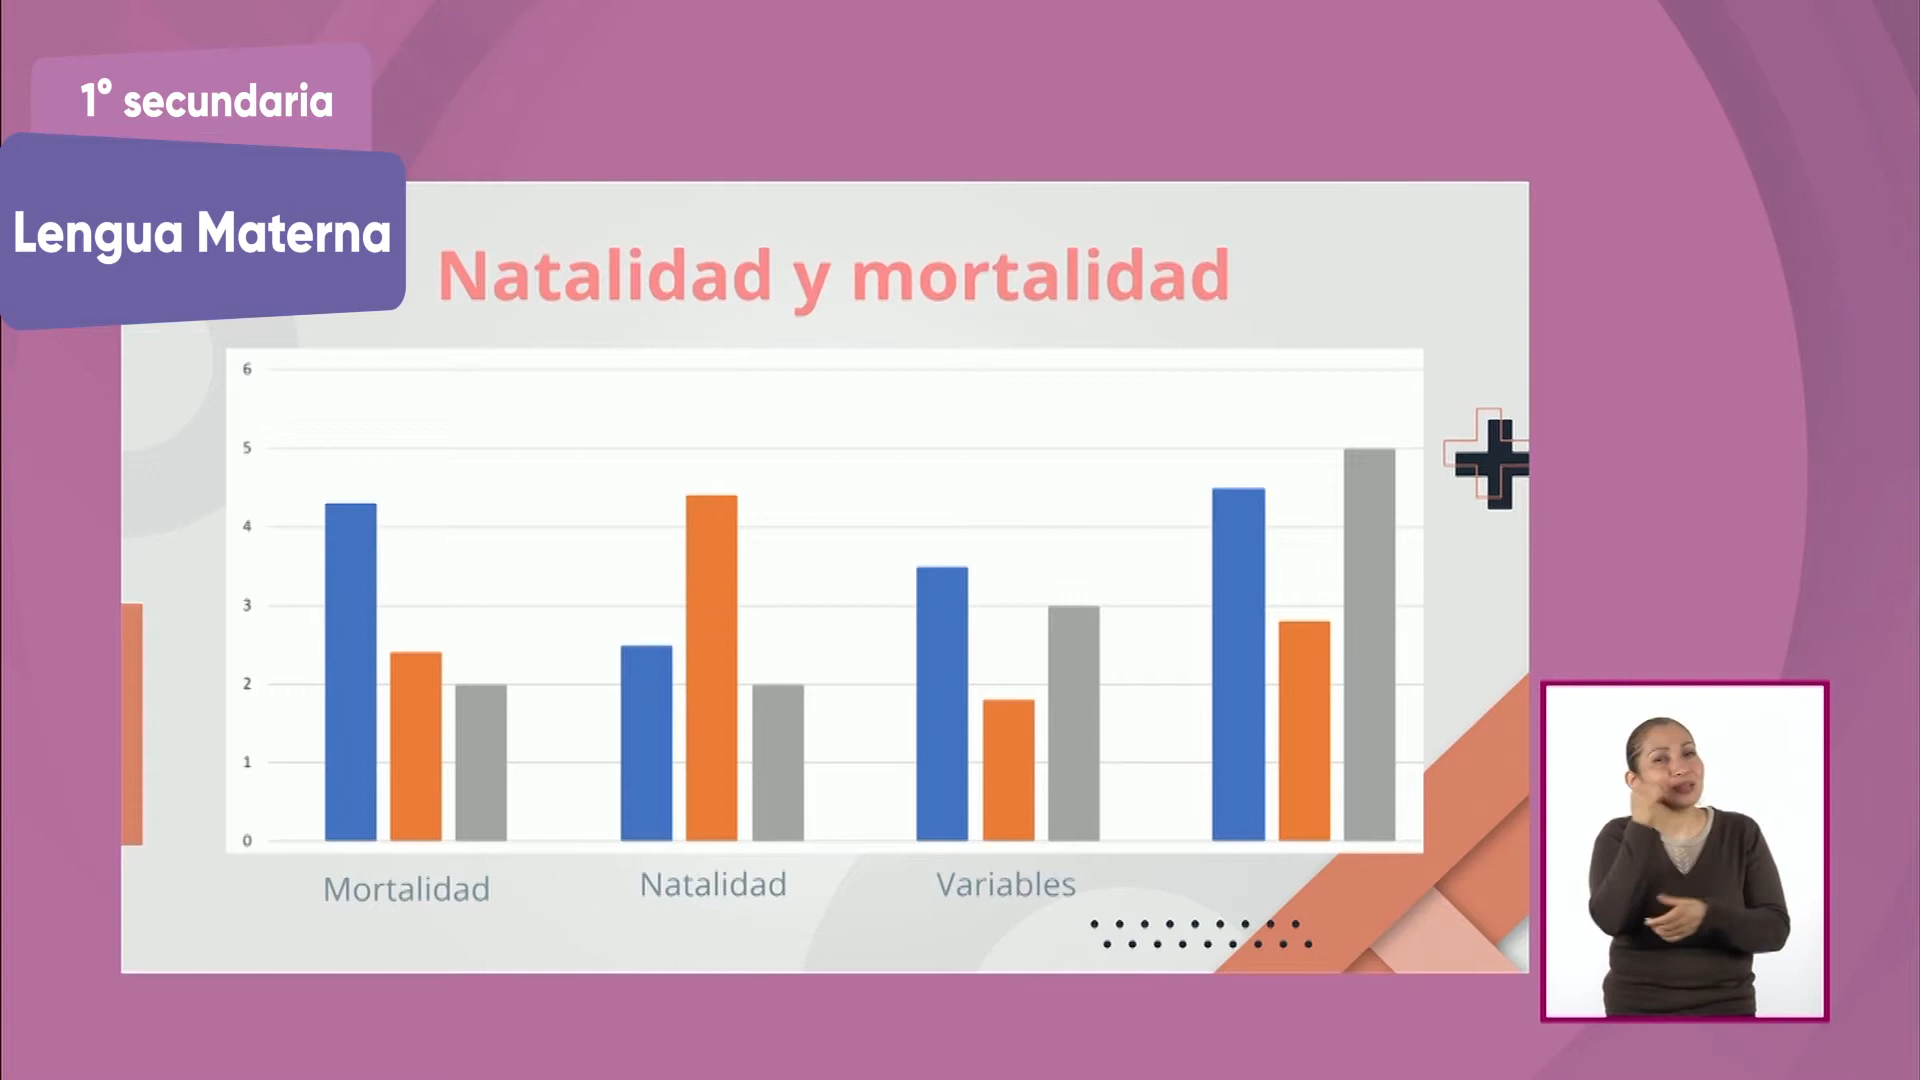 1° secundaria
Lengua Materna
Natalidad y mortalidad
6
5
4
3
2
1
0
Mortalidad
Natalidad
Variables